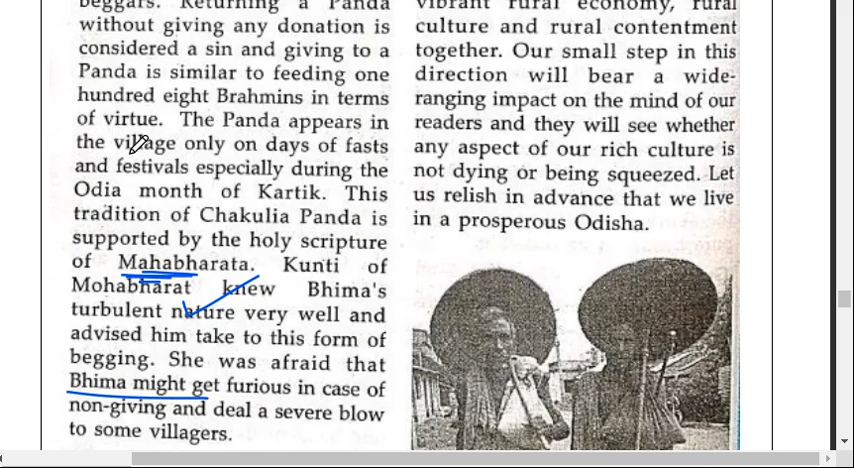 beggars. Returning a Panda
without giving any donation is
considered a sin and giving to a
Panda is similar to feeding one
hundred eight Brahmins in terms
of virtue. The Panda appears in
the village only on days of fasts
and festivals especially during the
Odia month of Kartik. This
tradition of Chakulia Panda is
supported by the holy scripture
of Mahabharata. Kunti of
Mohabharat knew Bhima's
turbulent nature very well and
advised him take to this form of
begging. She was afraid that
Bhima might get furious in case of
non-giving and deal a severe blow
to some villagers.
vibrant rural economy, rural
culture and rural contentment
together. Our small step in this
direction will bear a wide-
ranging impact on the mind of our
readers and they will see whether
any aspect of our rich culture is
not dying or being squeezed. Let
us relish in advance that we live
in a prosperous Odisha.